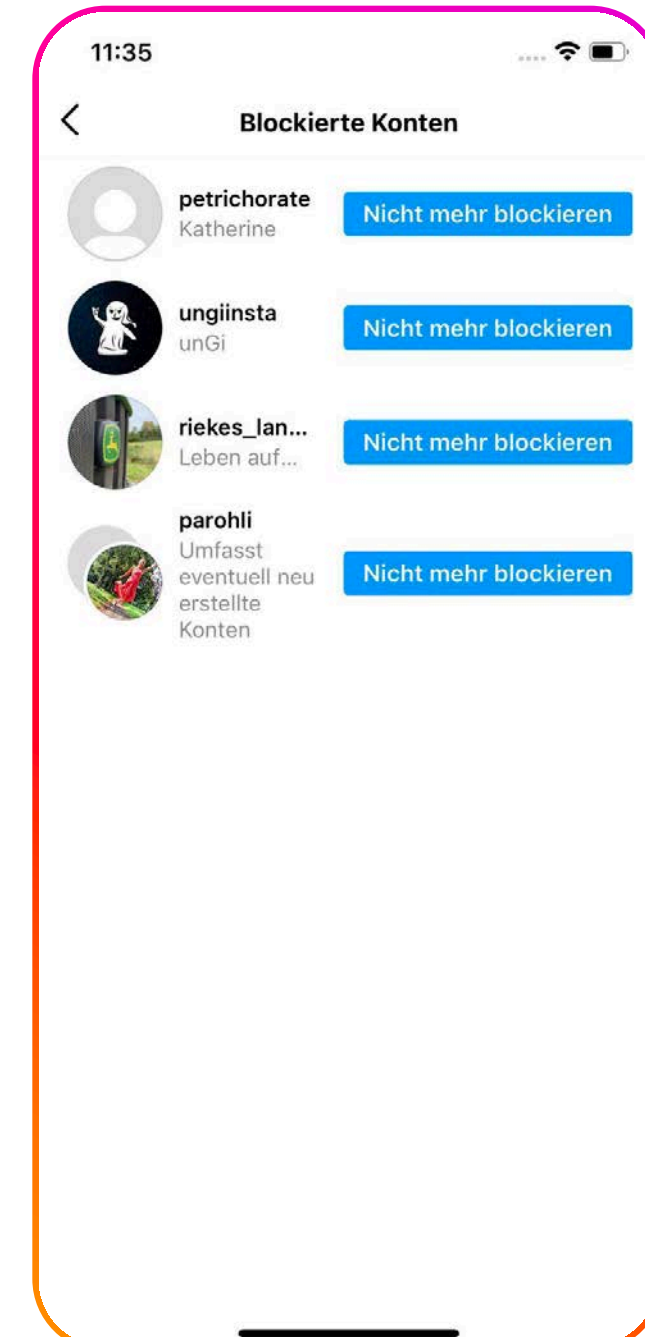 11:35
Blockierte Konten
petrichorate
Katherine
Nicht mehr blockieren
ungiinsta
unGi
Nicht mehr blockieren
riekes_lan...
Leben auf...
Nicht mehr blockieren
parohli
Umfasst
eventuell neu
erstellte
Konten
Nicht mehr blockieren